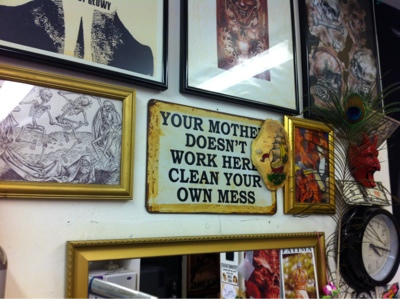 YOUR MOTHER
DOESN'T
WORK HERE
CLEAN YOUR
OWN MESS